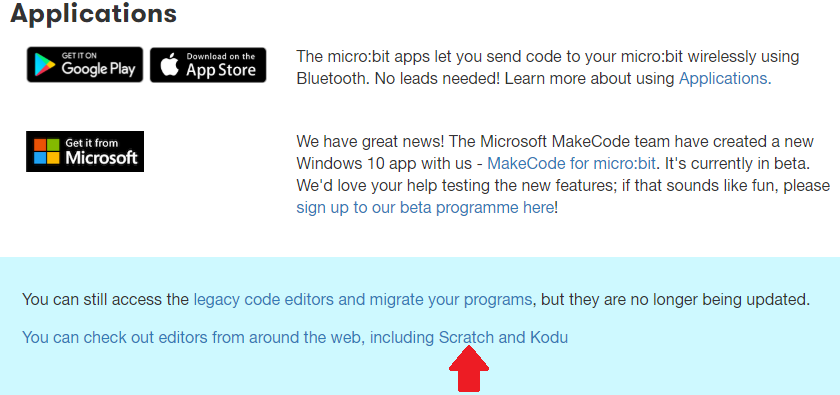 Applications
GET IT ON
Google Play
Download on the
App Store
The micro:bit apps let you send code to your micro:bit wirelessly using
Bluetooth. No leads needed! Learn more about using Applications.
Get it from
Microsoft
We have great news! The Microsoft MakeCode team have created a new
Windows 10 app with us - MakeCode for micro:bit. It's currently in beta.
We'd love your help testing the new features; if that sounds like fun, please
sign up to our beta programme here!
You can still access the legacy code editors and migrate your programs, but they are no longer being updated.
You can check out editors from around the web, including Scratch and Kodu